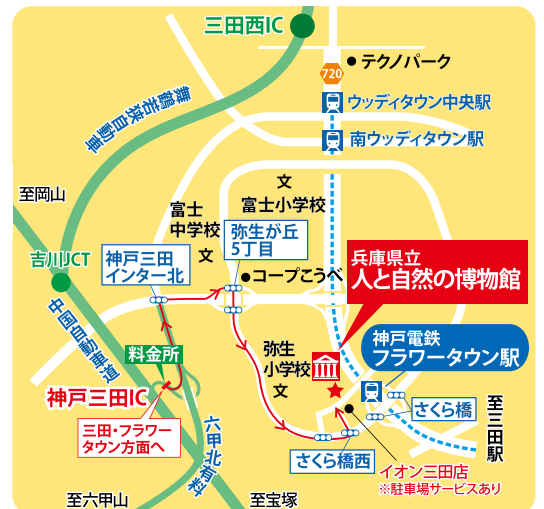 三田西IC
テクノパーク
720
ウッディタウン中央駅
南ウッディタウン駅
舞鶴若狭自動車
至岡山
文
富士小学校
富士
中学校
文
弥生が丘
5丁目
吉川JCT
神戸三田
インター北
コープこうべ
兵庫県立
人と自然の博物館
中国自動車道
料金所
弥生
小学校
文
神戸電鉄
フラワータウン駅
神戸三田IC
三田・フラワー
タウン方面へ
さくら橋
至三田駅
六甲北有料
さくら橋西
イオン三田店
※駐車場サービスあり
至六甲山
至宝塚